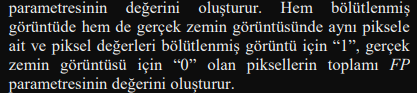 parametresinin değerini oluşturur. Hem bölütlenmiş
görüntüde hem de gerçek zemin görüntüsünde aynı piksele
ait ve piksel değerleri bölütlenmiş görüntü için “1”, gerçek
zemin görüntüsü için “0” olan piksellerin toplamı FP
parametresinin değerini oluşturur.